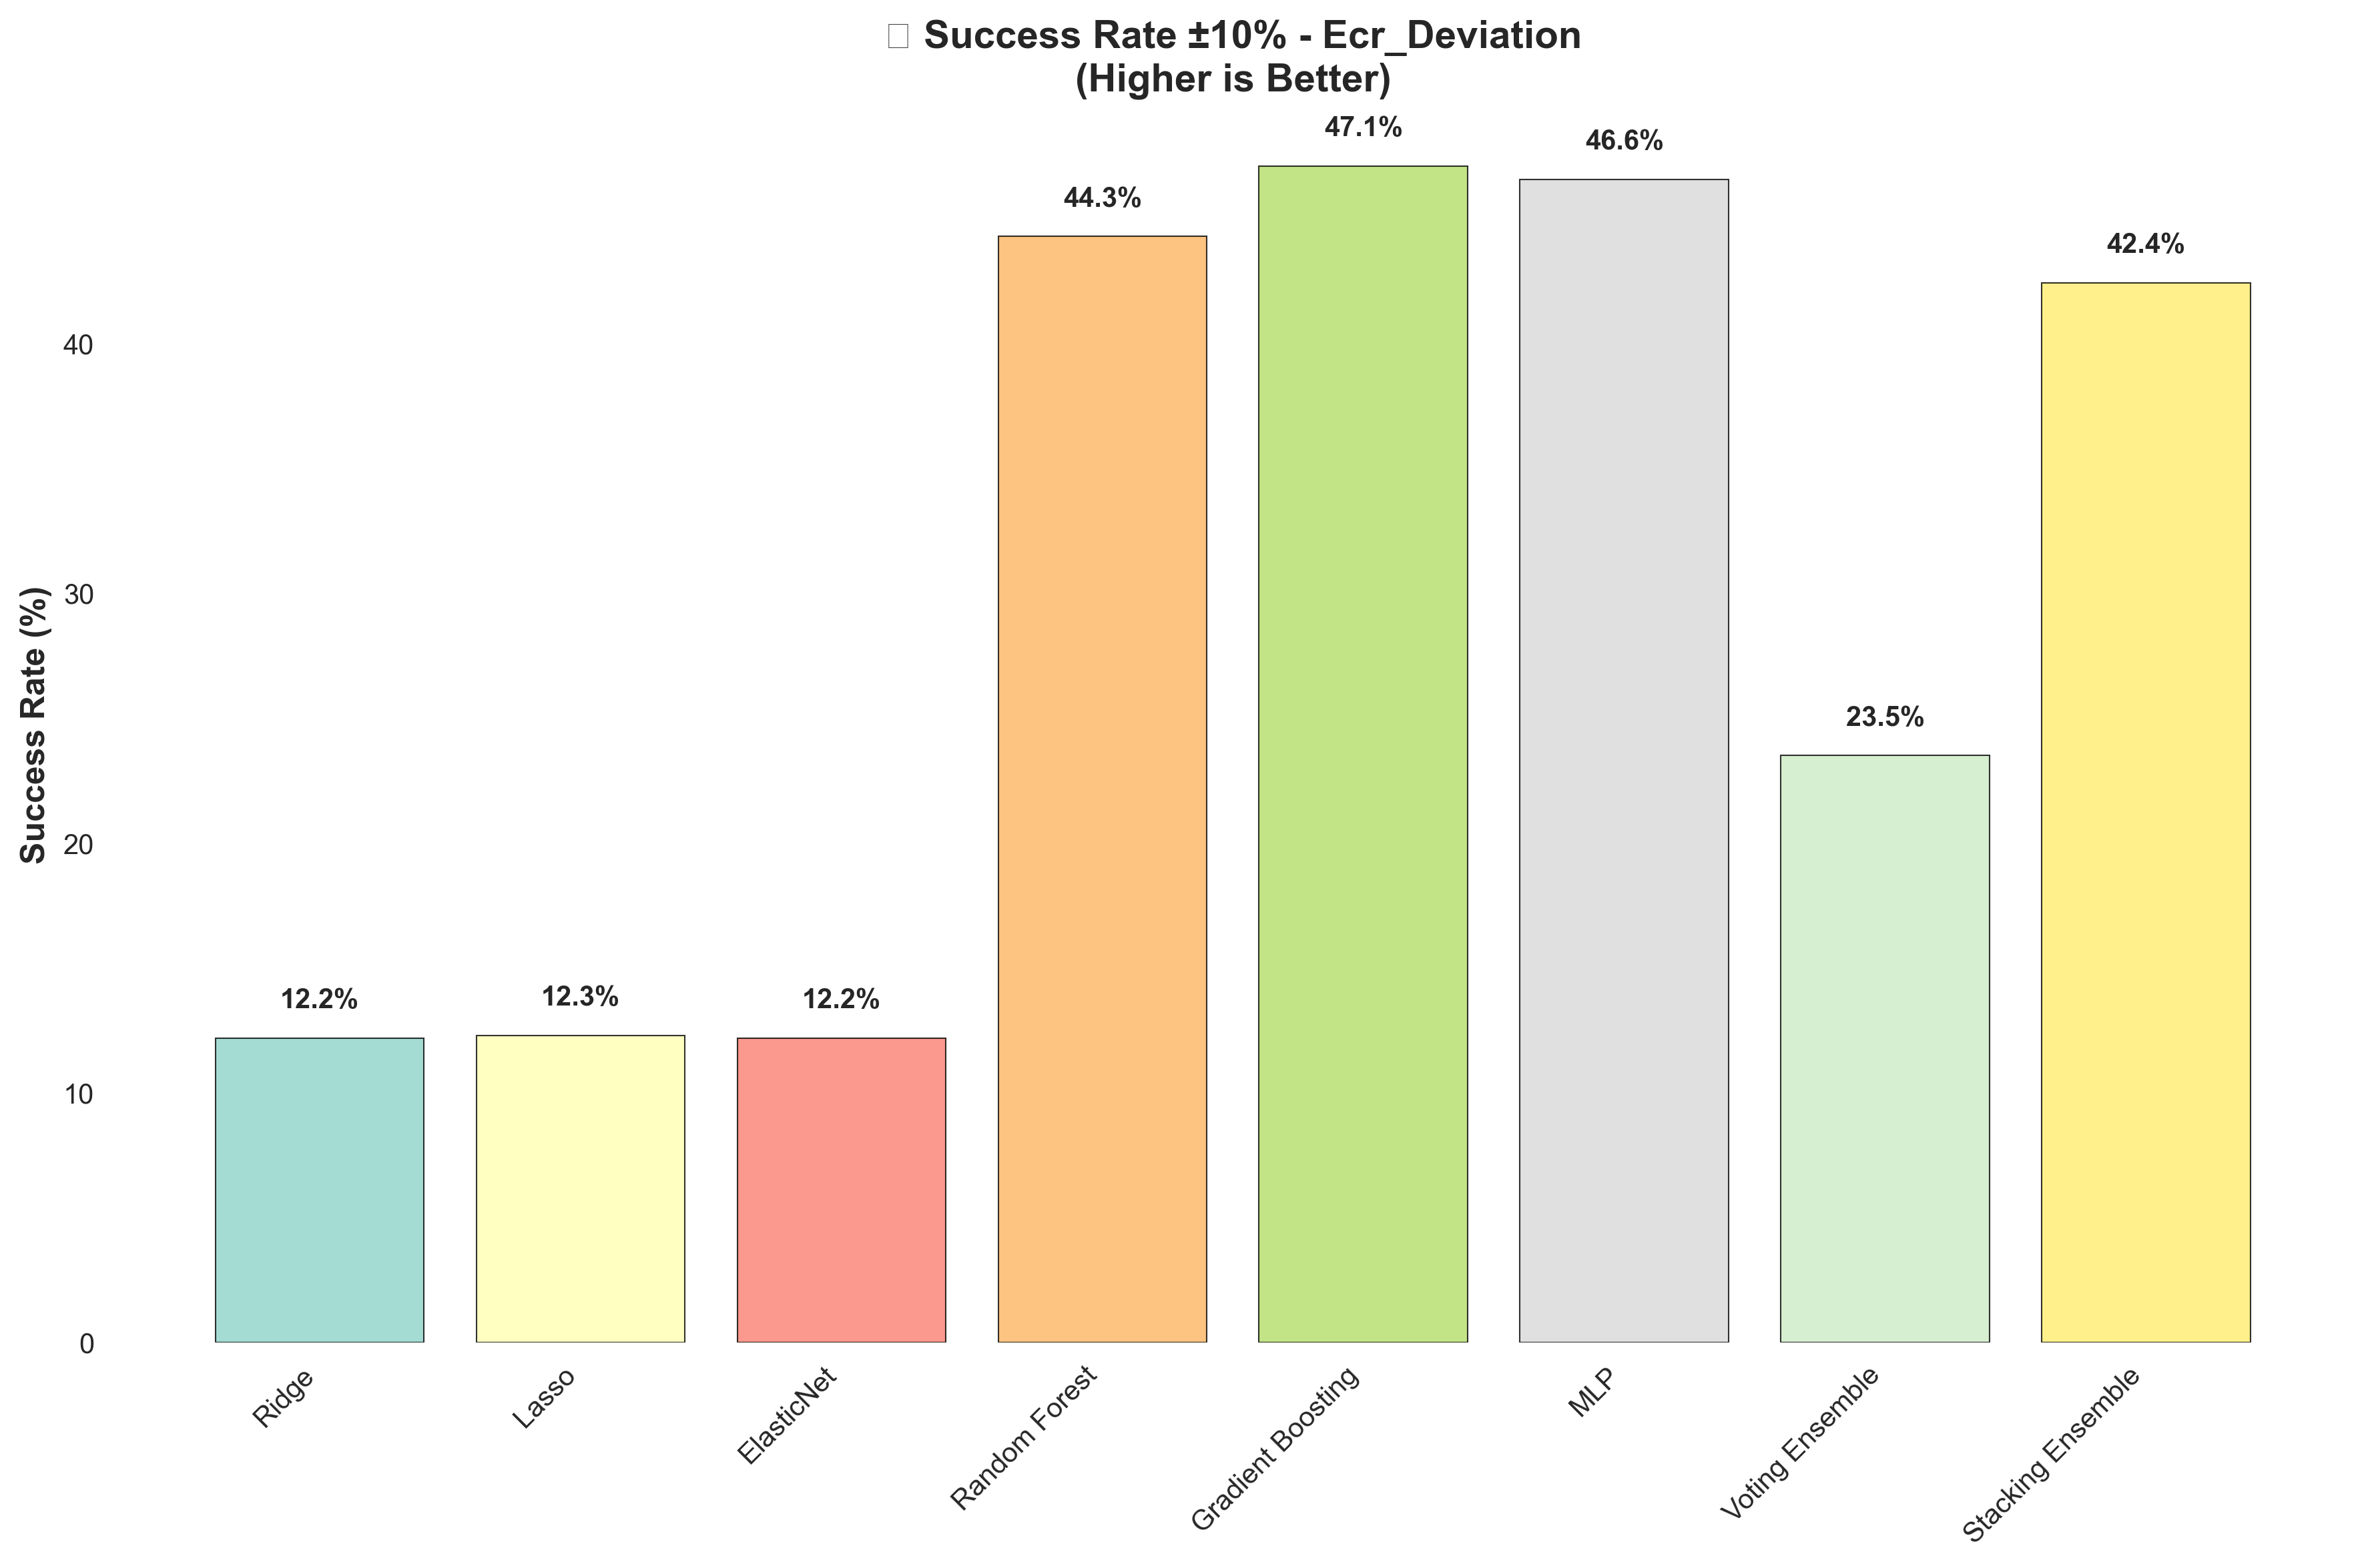 □ Success Rate ±10% - Ecr_Deviation
(Higher is Better)
47.1%
46.6%
44.3%
42.4%
40
30
Success Rate (%)
23.5%
20
12.2%
12.3%
12.2%
10
0
Ridge
Lasso
ElasticNet
Random Forest
Gradient Boosting
MLP
Voting Ensemble
Stacking Ensemble